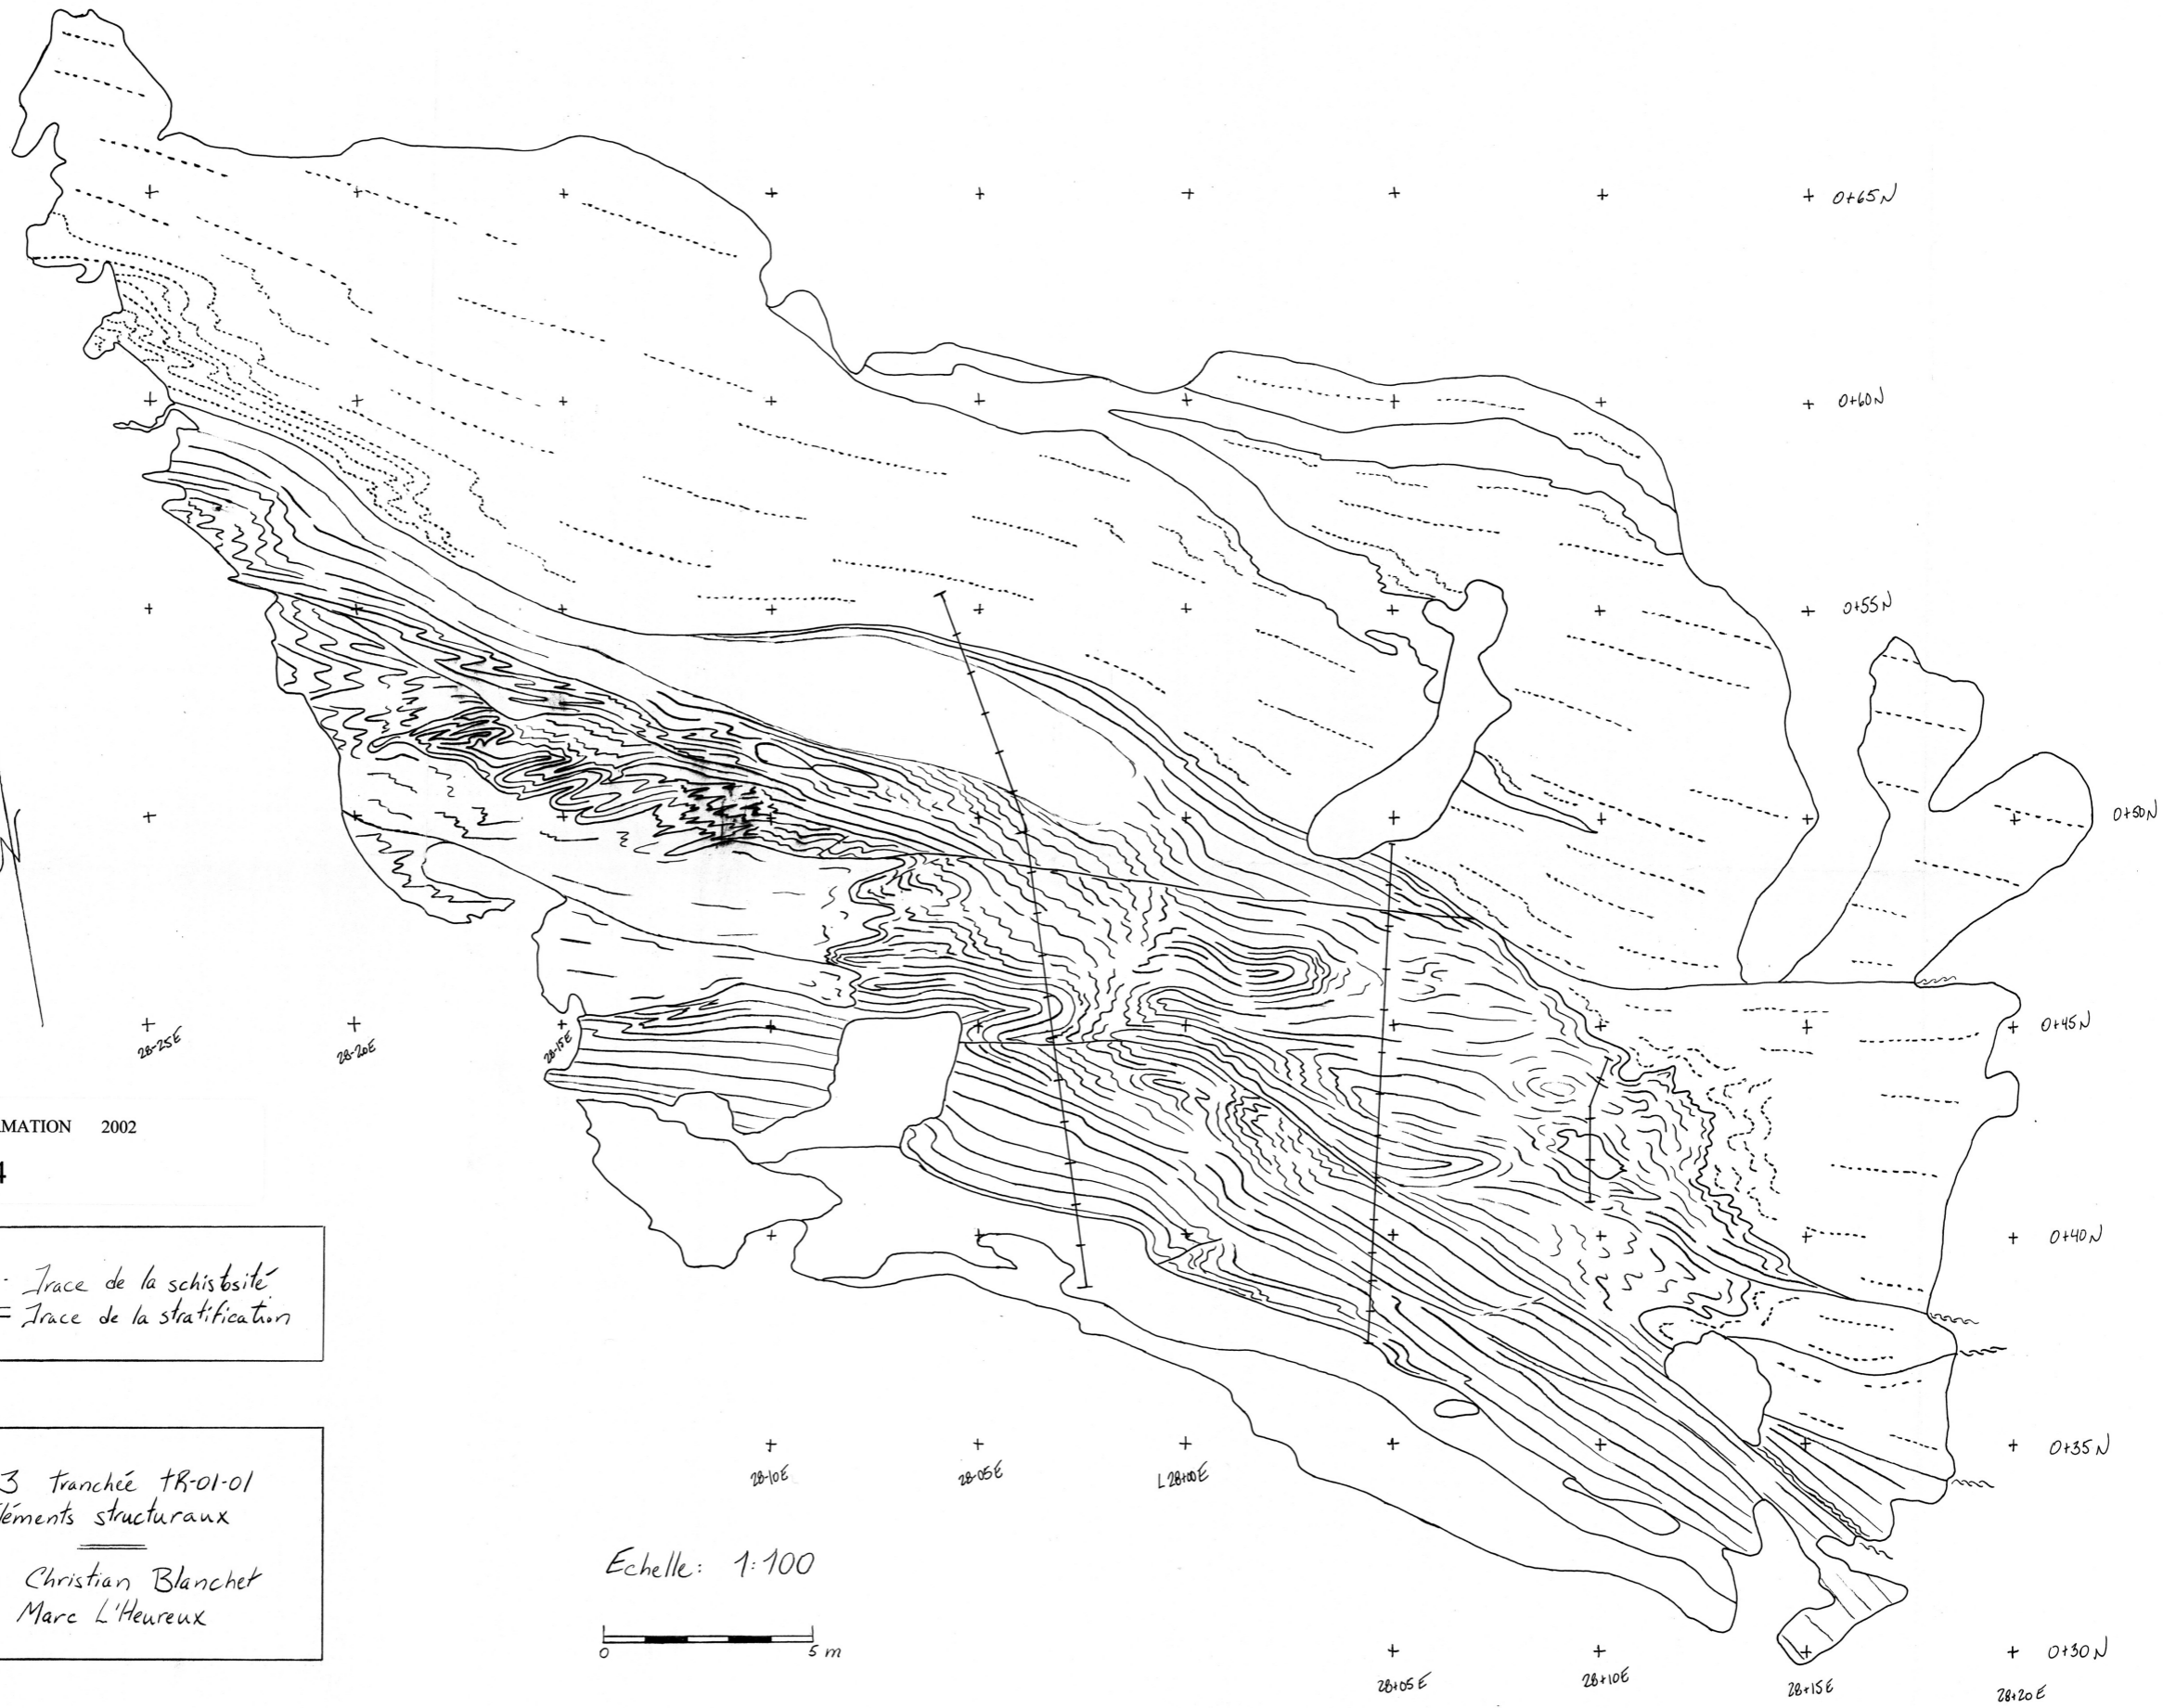 0+65N
0+60N
0+55N
0+50N
N
0+45N
28-25E
28-20E
28-15E
2002
0+40N
Trace de la schistosité
= Trace de la stratification
0+35N
28-10E
28-05E
L28+00E
3 tranchée tR-01-01
structuraux
Christian Blanchet
Marc L'Heureux
Echelle: 1:100
0 5 m
0+30N
28+05E
28+10E
28+15E
28+20E